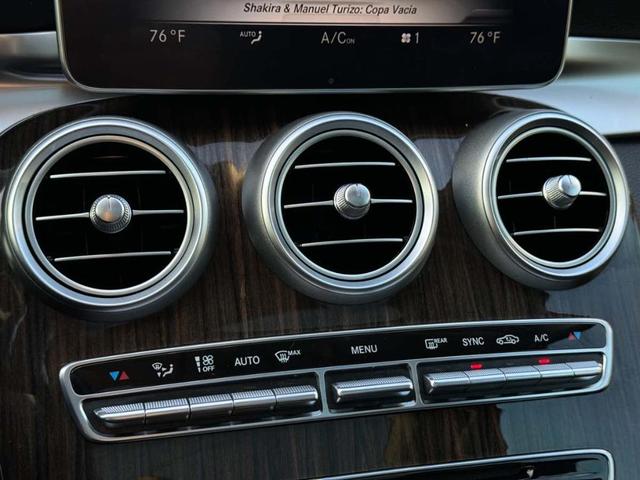 Shakira & Manuel Turizo: Copa Vacía
76°F AUTO A/C ON 1 76°F
OFF AUTO MAX MENU REAR SYNC A/C